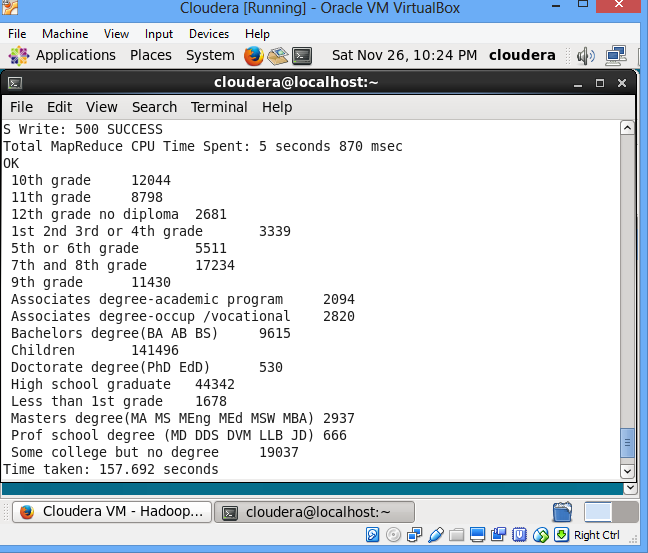 Cloudera [Running] - Oracle VM VirtualBox
File Machine View Input Devices Help
Applications Places System Sat Nov 26, 10:24 PM cloudera
cloudera@localhost:~
File Edit View Search Terminal Help
S Write: 500 SUCCESS
Total MapReduce CPU Time Spent: 5 seconds 870 msec
OK
10th grade 12044
11th grade 8798
12th grade no diploma 2681
1st 2nd 3rd or 4th grade 3339
5th or 6th grade 5511
7th and 8th grade 17234
9th grade 11430
Associates degree-academic program 2094
Associates degree-occup /vocational 2820
Bachelors degree(BA AB BS) 9615
Children 141496
Doctorate degree(PhD EdD) 530
High school graduate 44342
Less than 1st grade 1678
Masters degree(MA MS MEng MEd MSW MBA) 2937
Prof school degree (MD DDS DVM LLB JD) 666
Some college but no degree 19037
Time taken: 157.692 seconds
Cloudera VM - Hadoop... cloudera@localhost:~
Right Ctrl